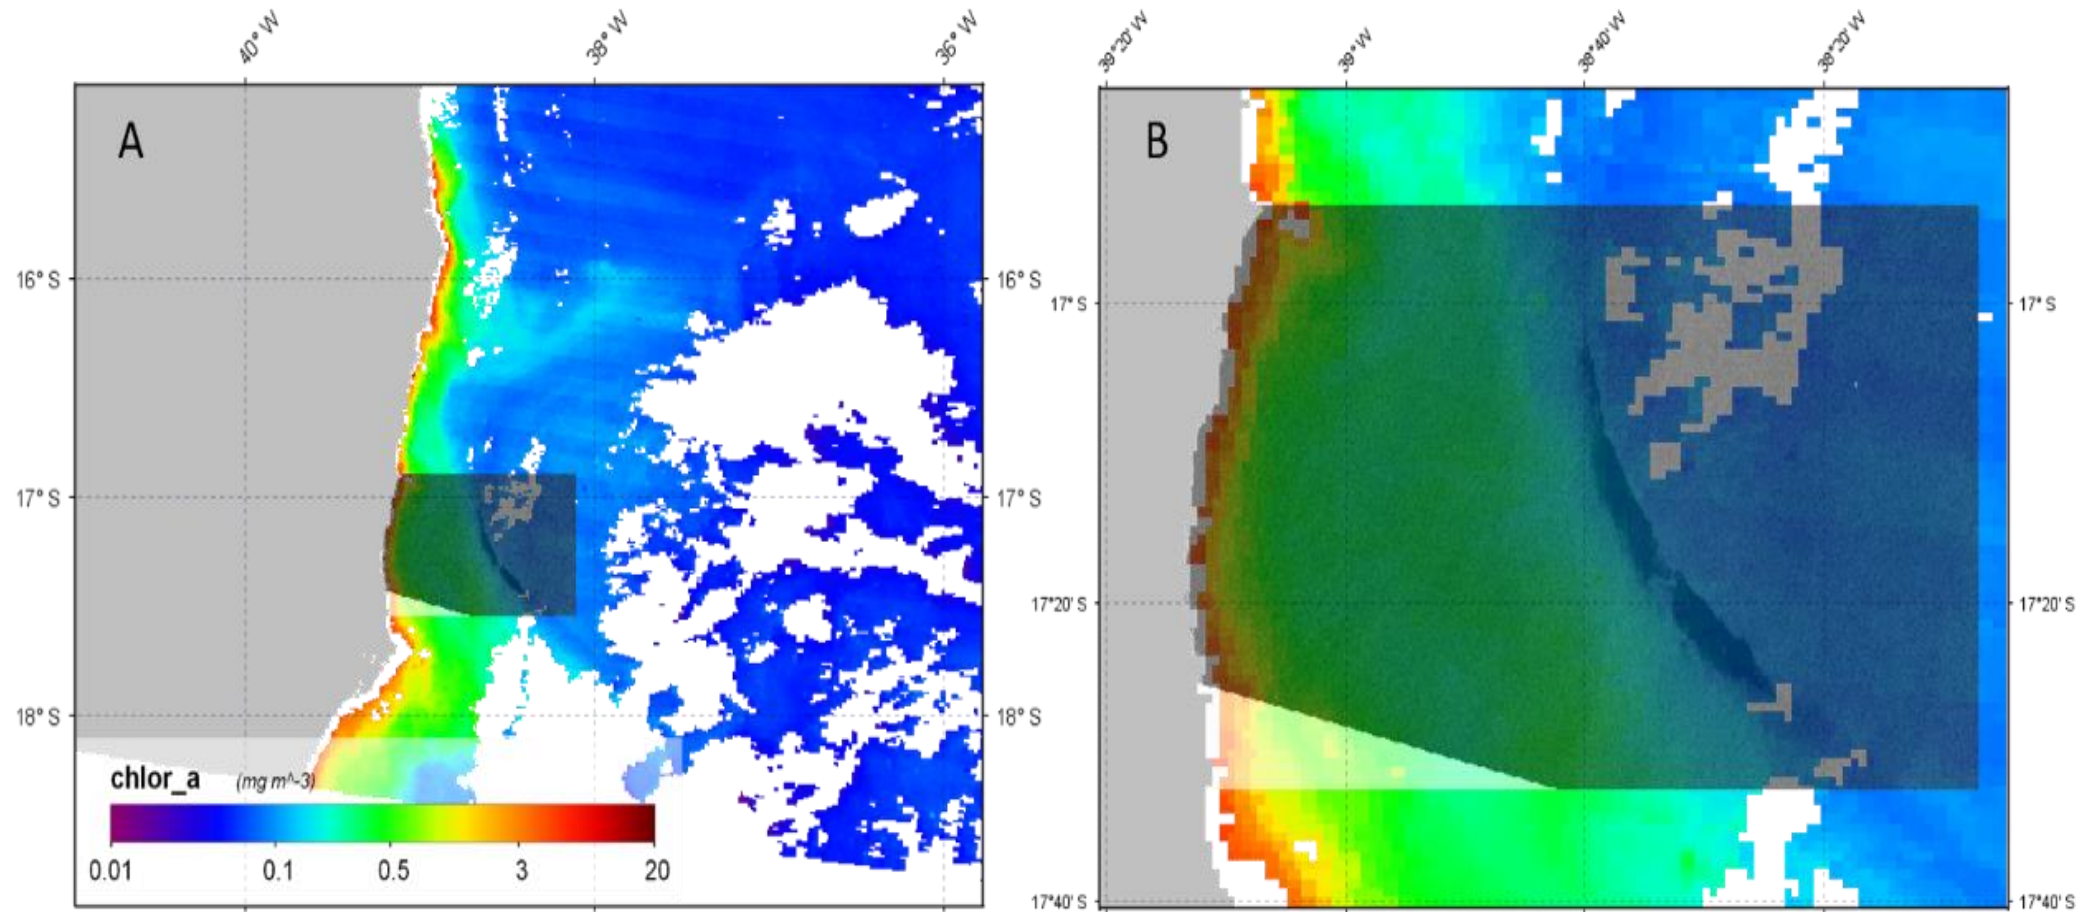 40° W 38° W 36° W
39°20' W 39° W 38°40' W 38°20' W
A
B
16° S 16° S
17° S 17° S
18° S 18° S
17° S 17° S
17°20' S 17°20' S
17°40' S 17°40' S
chlor_a (mg m^-3)
0.01 0.1 0.5 3 20